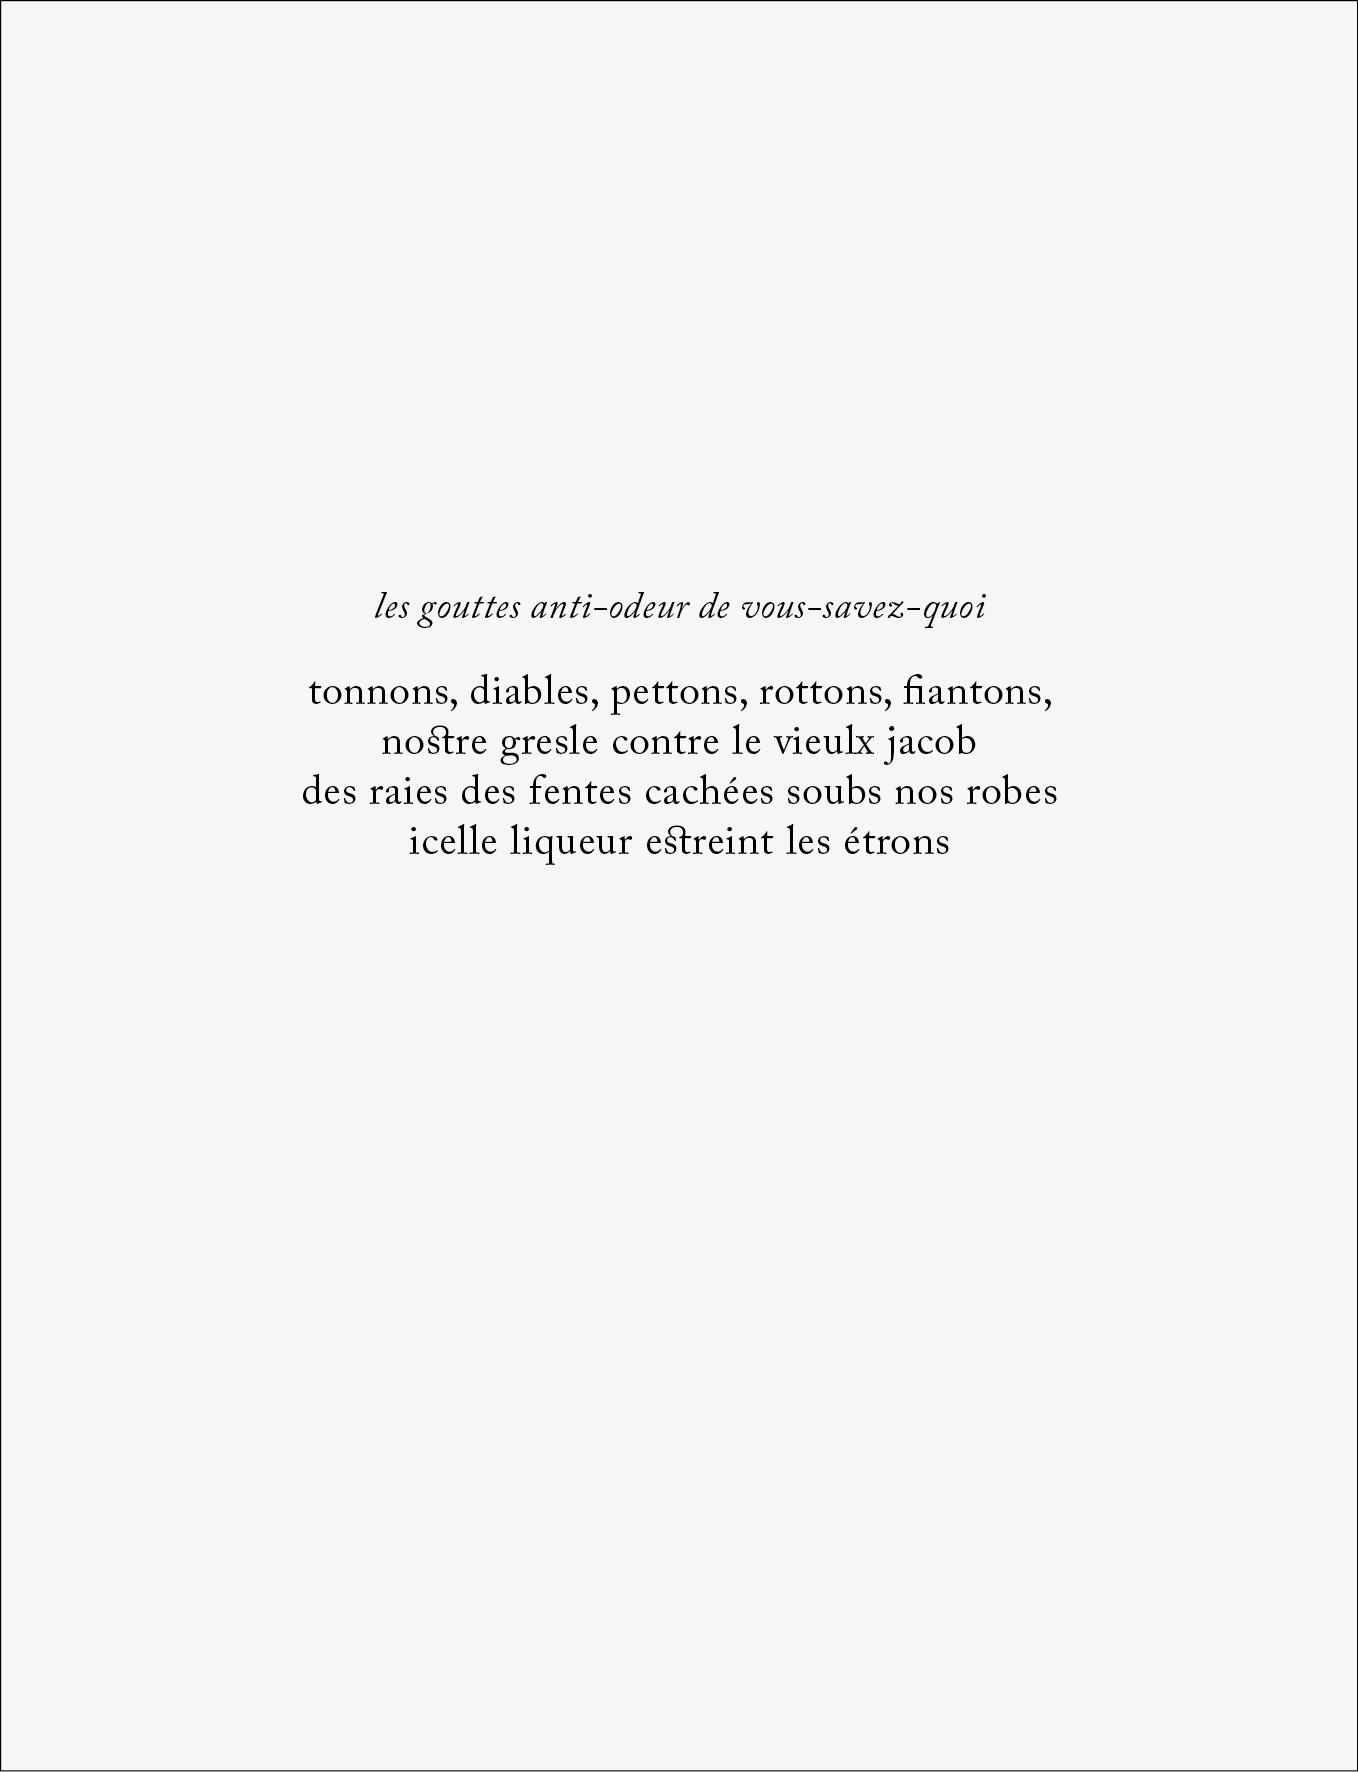 les gouttes anti-odeur de vous-savez-quoi
tonnons, diables, pettons, rottons, fiantons,
nostre gresle contre le vieulx jacob
des raies des fentes cachées soubs nos robes
icelle liqueur estreint les étrons